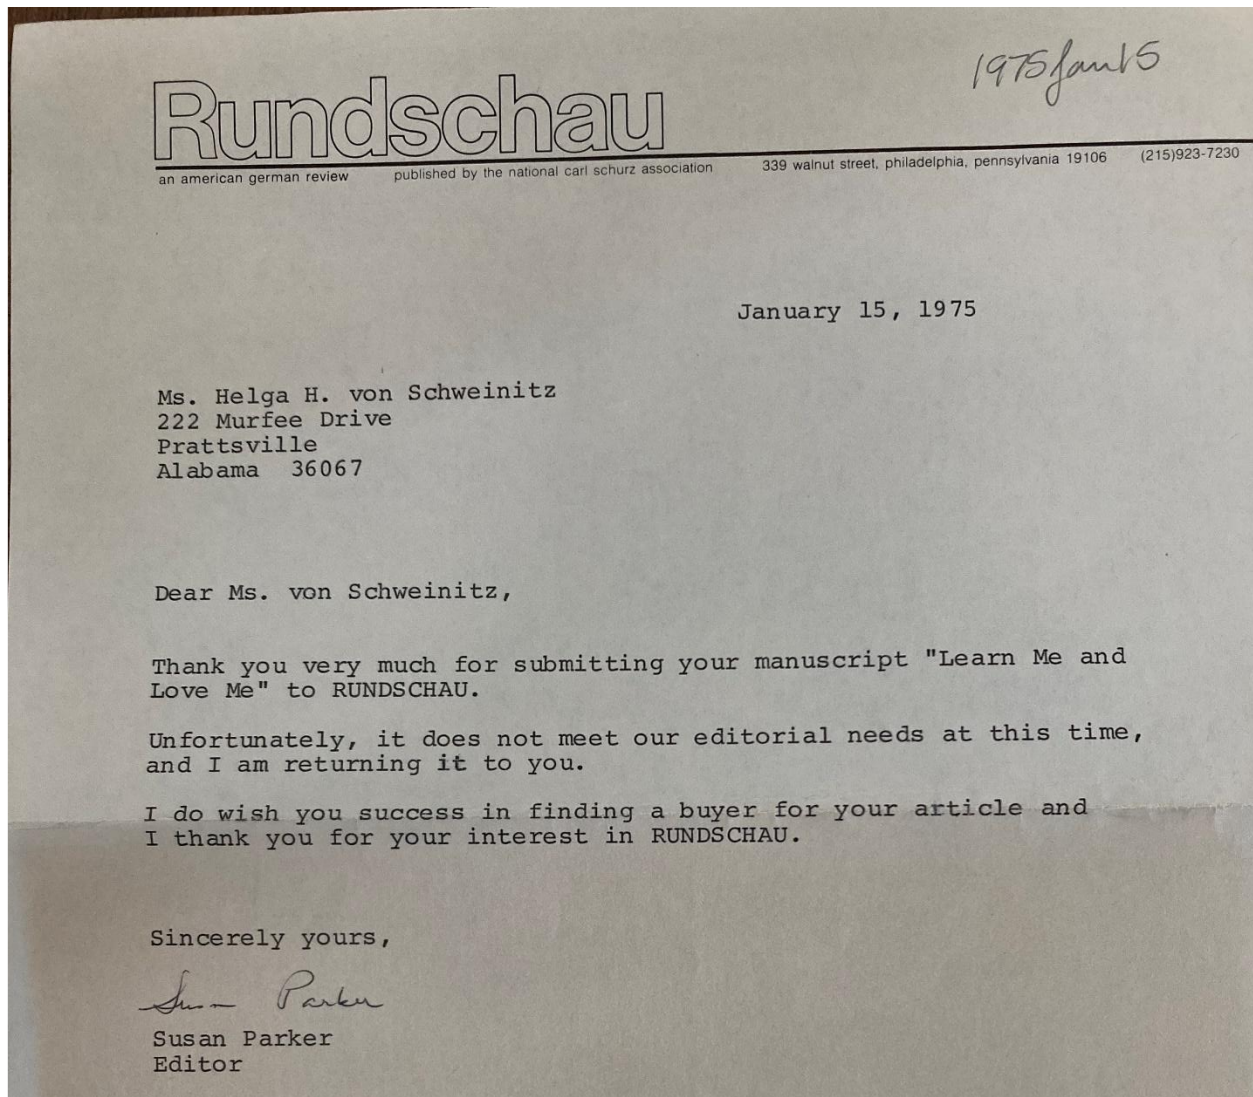 1975Jan15
Rundschau
an american german review published by the national carl schurz association 339 walnut street, philadelphia, pennsylvania 19106 (215)923-7230
January 15, 1975
Ms. Helga H. von Schweinitz
222 Murfee Drive
Prattsville
Alabama 36067
Dear Ms. von Schweinitz,
Thank you very much for submitting your manuscript "Learn Me and
Love Me" to RUNDSCHAU.
Unfortunately, it does not meet our editorial needs at this time,
and I am returning it to you.
I do wish you success in finding a buyer for your article and
I thank you for your interest in RUNDSCHAU.
Sincerely yours,
Susan Parker
Susan Parker
Editor